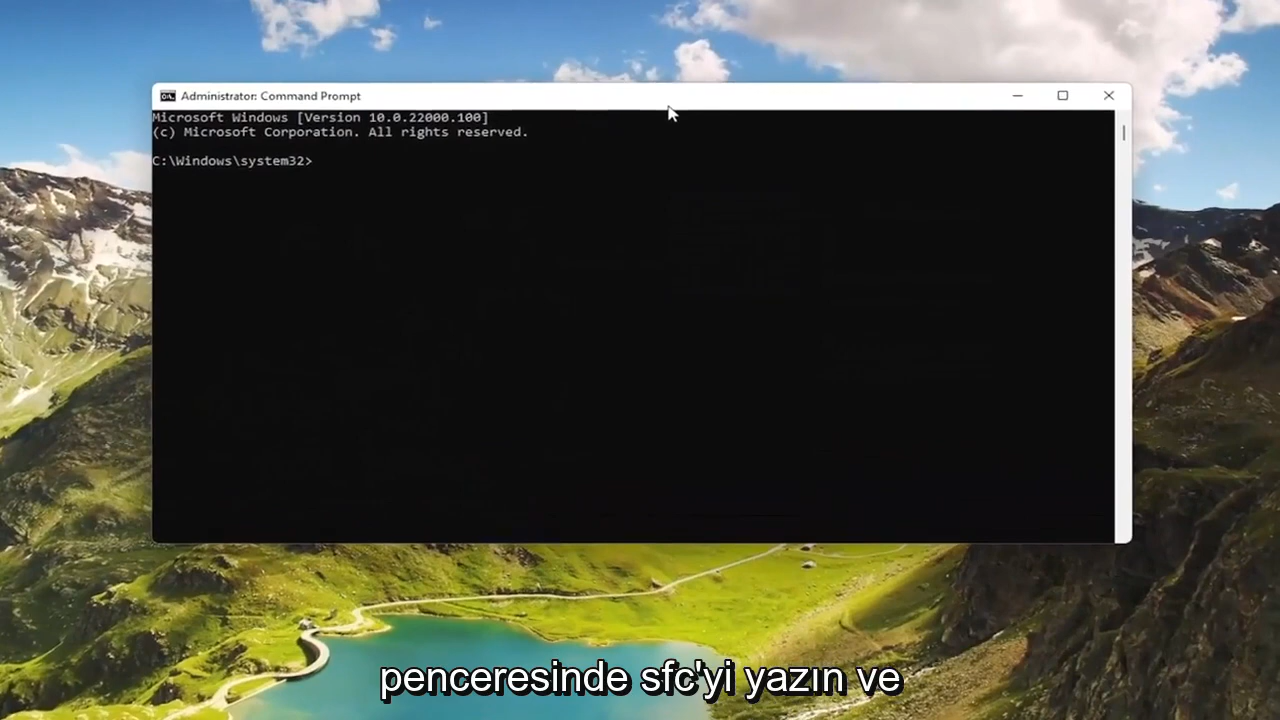 Administrator: Command Prompt
Microsoft Windows [Version 10.0.22000.100]
(c) Microsoft Corporation. All rights reserved.
C:\Windows\system32>
penceresinde sfc'yi yazın ve